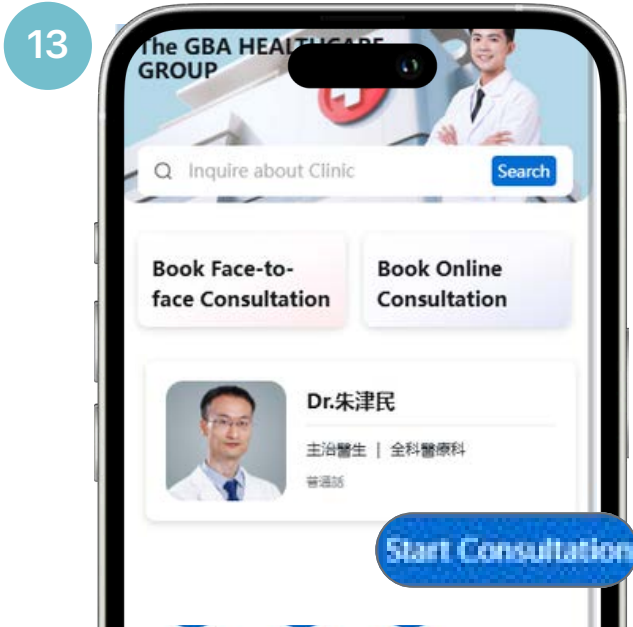 13
The GBA HEALTHCARE
GROUP
Inquire about Clinic
Search
Book Face-to-
face Consultation
Book Online
Consultation
Dr.朱津民
主治醫生 | 全科醫療科
普通話
Start Consultation